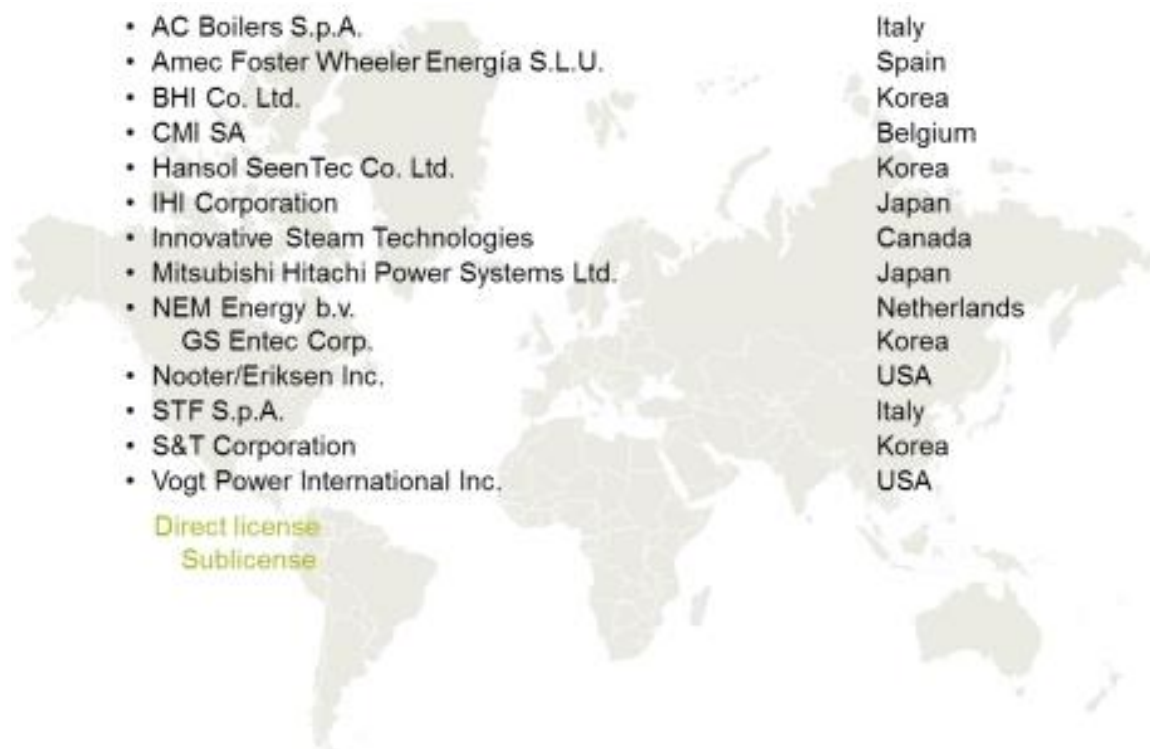 • AC Boilers S.p.A. Italy
• Amec Foster Wheeler Energía S.L.U. Spain
• BHI Co. Ltd. Korea
• CMI SA Belgium
• Hansol SeenTec Co. Ltd. Korea
• IHI Corporation Japan
• Innovative Steam Technologies Canada
• Mitsubishi Hitachi Power Systems Ltd. Japan
• NEM Energy b.v. Netherlands
GS Entec Corp. Korea
• Nooter/Eriksen Inc. USA
• STF S.p.A. Italy
• S&T Corporation Korea
• Vogt Power International Inc. USA
Direct license
Sublicense